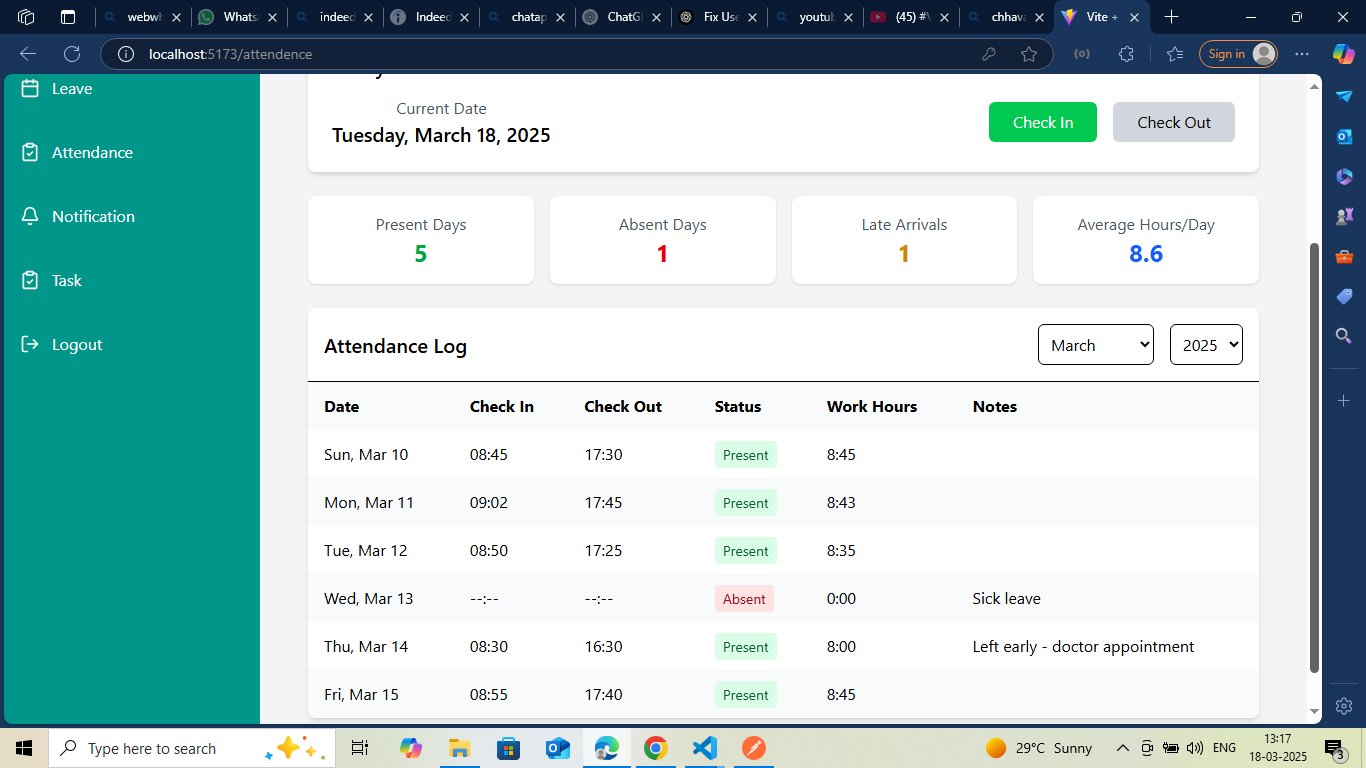 webwh
Whats
indeed
Indeed
chatap
ChatG
Fix Use
youtub
(45) #
chhava
Vite +
localhost:5173/attendence
Sign in
Leave
Attendance
Notification
Task
Logout
Current Date
Tuesday, March 18, 2025
Check In
Check Out
Present Days
5
Absent Days
1
Late Arrivals
1
Average Hours/Day
8.6
Attendance Log
March
2025
Date Check In Check Out Status Work Hours Notes
Sun, Mar 10 08:45 17:30 Present 8:45
Mon, Mar 11 09:02 17:45 Present 8:43
Tue, Mar 12 08:50 17:25 Present 8:35
Wed, Mar 13 --:-- --:-- Absent 0:00 Sick leave
Thu, Mar 14 08:30 16:30 Present 8:00 Left early - doctor appointment
Fri, Mar 15 08:55 17:40 Present 8:45
Type here to search
29°C Sunny
ENG
13:17
18-03-2025
3